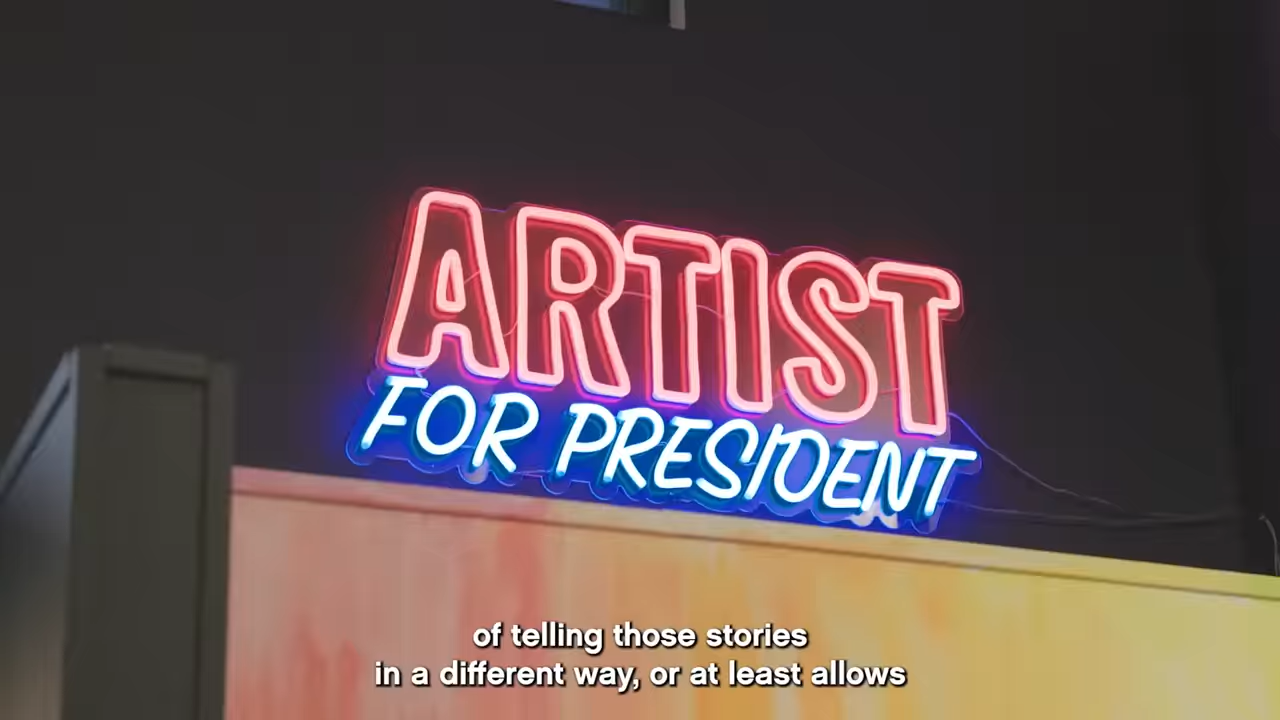 ARTIST
FOR PRESIDENT
of telling those stories
in a different way, or at least allows